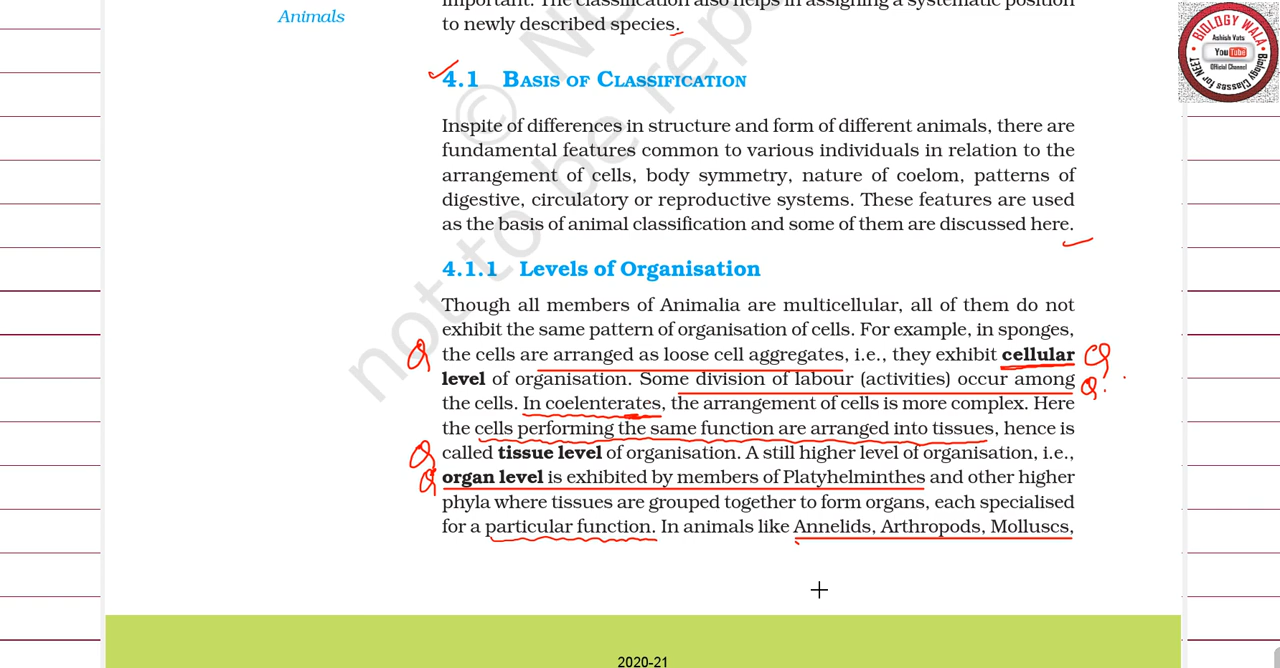 important. The classification also helps in assigning a systematic position
Animals
to newly described species.
4.1 BASIS OF CLASSIFICATION
Inspite of differences in structure and form of different animals, there are
fundamental features common to various individuals in relation to the
arrangement of cells, body symmetry, nature of coelom, patterns of
digestive, circulatory or reproductive systems. These features are used
as the basis of animal classification and some of them are discussed here.
4.1.1 Levels of Organisation
Though all members of Animalia are multicellular, all of them do not
exhibit the same pattern of organisation of cells. For example, in sponges,
the cells are arranged as loose cell aggregates, i.e., they exhibit cellular
level of organisation. Some division of labour (activities) occur among
the cells. In coelenterates, the arrangement of cells is more complex. Here
the cells performing the same function are arranged into tissues, hence is
called tissue level of organisation. A still higher level of organisation, i.e.,
organ level is exhibited by members of Platyhelminthes and other higher
phyla where tissues are grouped together to form organs, each specialised
for a particular function. In animals like Annelids, Arthropods, Molluscs,
2020-21
BIOLOGY WALA
Ashish Vats
YouTube
Official Channel
Biology Classes for NEET
© N
not to be rep